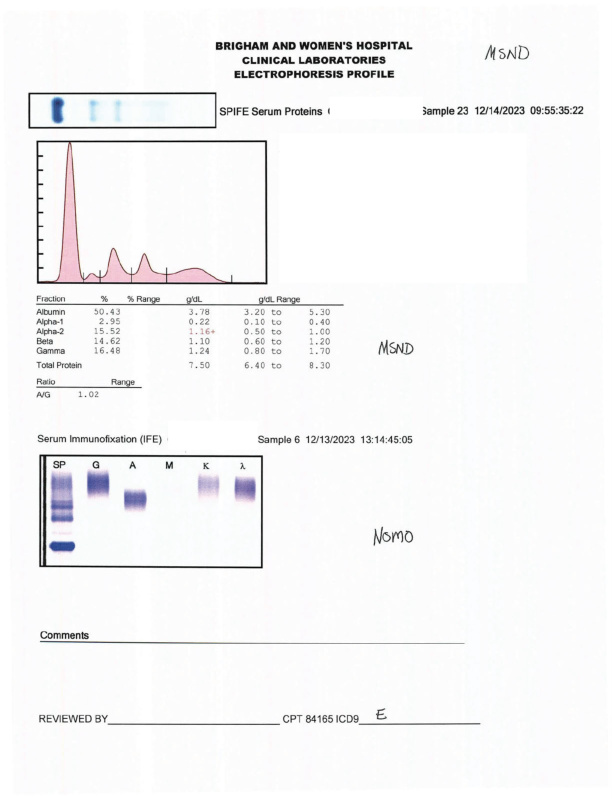 BRIGHAM AND WOMEN'S HOSPITAL
CLINICAL LABORATORIES
ELECTROPHORESIS PROFILE
MSND
SPIFE Serum Proteins Sample 23 12/14/2023 09:55:35:22
Fraction % % Range g/dL g/dL Range
Albumin 50.43 3.78 3.20 to 5.30
Alpha-1 2.95 0.22 0.10 to 0.40
Alpha-2 15.52 1.16+ 0.50 to 1.00
Beta 14.62 1.10 0.60 to 1.20
Gamma 16.48 1.24 0.80 to 1.70
MSND
Total Protein 7.50 6.40 to 8.30
Ratio Range
A/G 1.02
Serum Immunofixation (IFE) Sample 6 12/13/2023 13:14:45:05
SP G A M K λ
NSMO
Comments
REVIEWED BY CPT 84165 ICD9 E